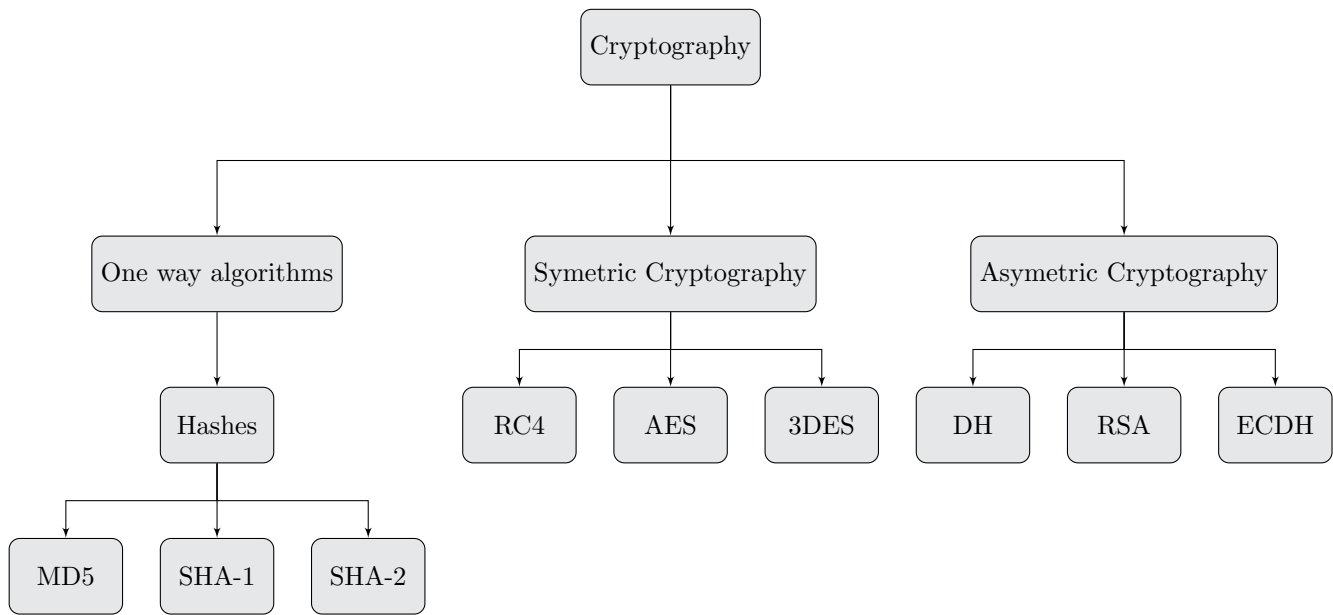 Cryptography
One way algorithms
Symetric Cryptography
Asymetric Cryptography
Hashes
RC4
AES
3DES
DH
RSA
ECDH
MD5
SHA-1
SHA-2